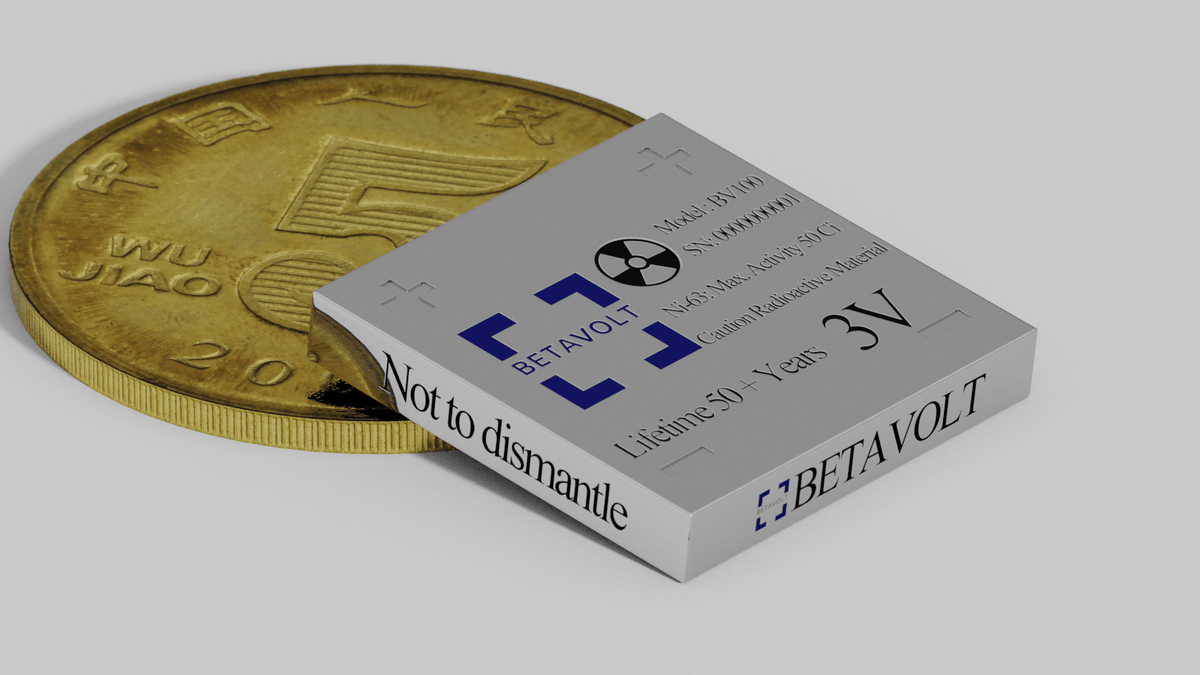 中国人民
5
WU
JIAO
20
Model : BV100
SN: 0000000001
Ni-63: Max. Activity 50 Ci
Caution Radioactive Material
BETAVOLT
Lifetime 50 + Years
3V
Not to dismantle
BETAVOLT
BETAVOLT